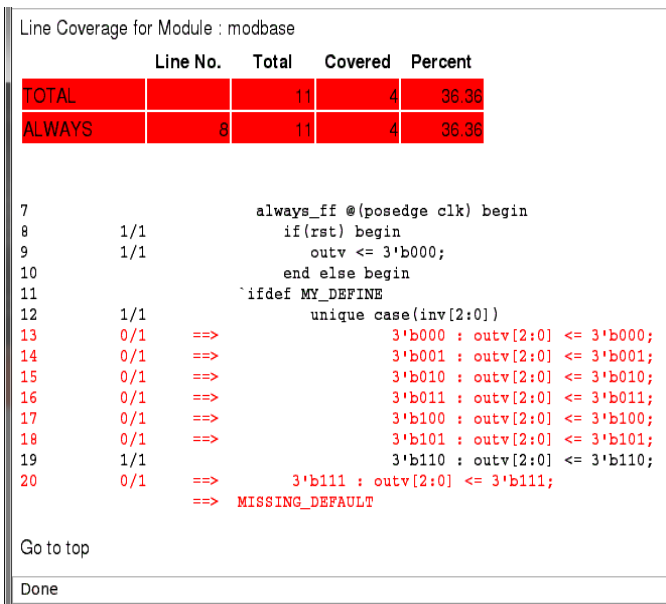 Line Coverage for Module : modbase
Line No. Total Covered Percent
TOTAL 11 4 36.36
ALWAYS 8 11 4 36.36
7 always_ff @(posedge clk) begin
8 1/1 if(rst) begin
9 1/1 outv <= 3'b000;
10 end else begin
11 `ifdef MY_DEFINE
12 1/1 unique case(inv[2:0])
13 0/1 ==> 3'b000 : outv[2:0] <= 3'b000;
14 0/1 ==> 3'b001 : outv[2:0] <= 3'b001;
15 0/1 ==> 3'b010 : outv[2:0] <= 3'b010;
16 0/1 ==> 3'b011 : outv[2:0] <= 3'b011;
17 0/1 ==> 3'b100 : outv[2:0] <= 3'b100;
18 0/1 ==> 3'b101 : outv[2:0] <= 3'b101;
19 1/1 3'b110 : outv[2:0] <= 3'b110;
20 0/1 ==> 3'b111 : outv[2:0] <= 3'b111;
==> MISSING_DEFAULT
Go to top
Done